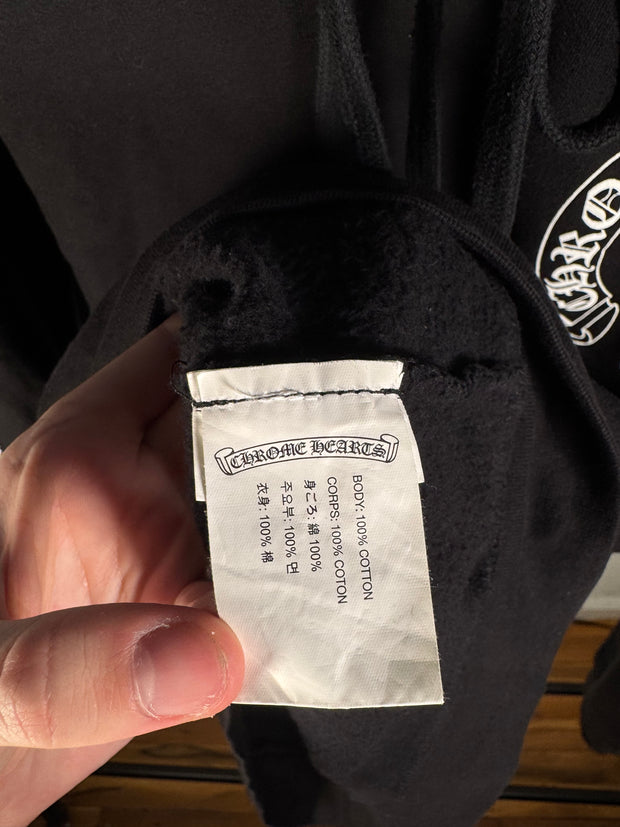 CHROME HEARTS
BODY: 100% COTTON
CORPS: 100% COTON
身ごろ: 綿 100%
주요부: 100% 면
衣身: 100% 棉
CHRO